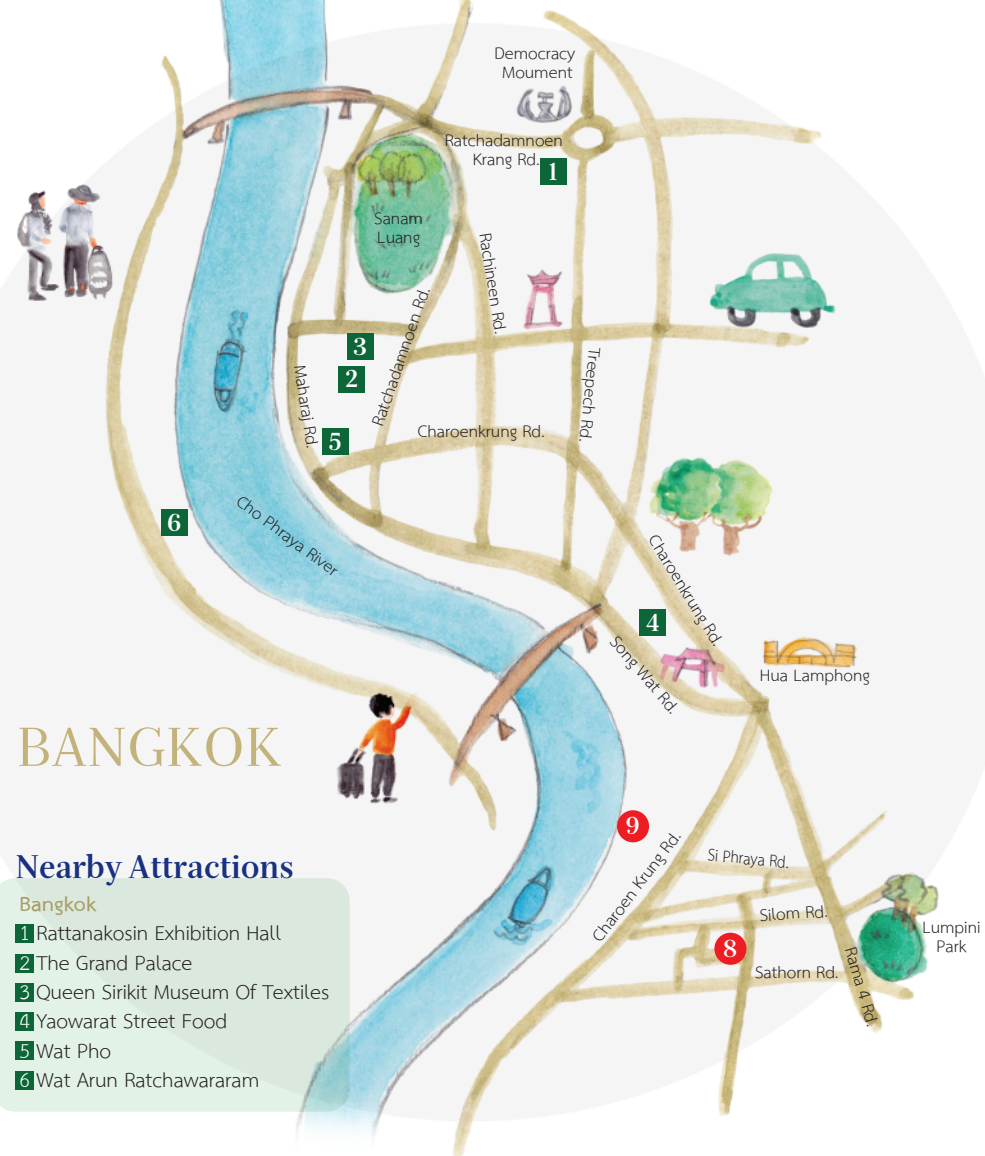 Democracy
Moument
Ratchadamnoen
Krang Rd.
1
Sanam
Luang
Rachineen Rd.
3
2
Ratchadamnoen Rd.
Maharaj Rd.
Treepech Rd.
5
Charoenkrung Rd.
6
Cho Phraya River
Charoenkrung Rd.
4
Song Wat Rd.
Hua Lamphong
BANGKOK
9
Charoen Krung Rd.
Si Phraya Rd.
Silom Rd.
8
Lumpini
Park
Sathorn Rd.
Rama 4 Rd.
Nearby Attractions
Bangkok
1 Rattanakosin Exhibition Hall
2 The Grand Palace
3 Queen Sirikit Museum Of Textiles
4 Yaowarat Street Food
5 Wat Pho
6 Wat Arun Ratchawararam